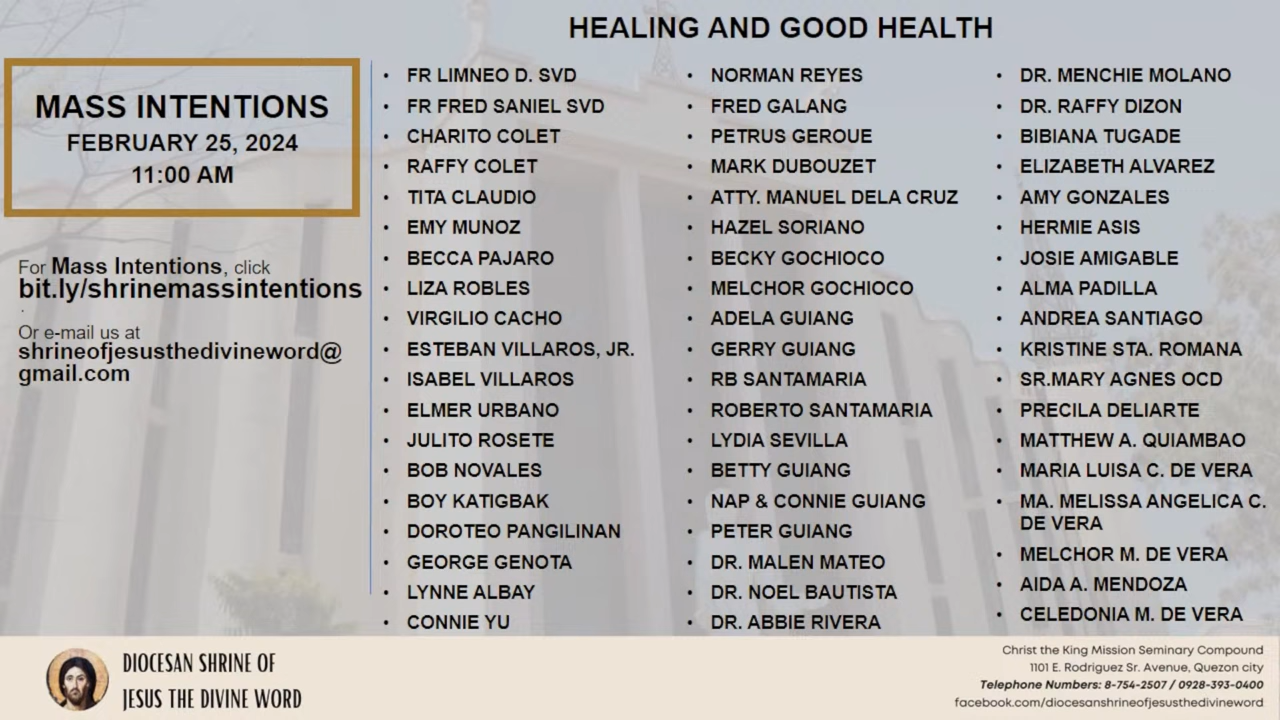 HEALING AND GOOD HEALTH
MASS INTENTIONS
FEBRUARY 25, 2024
11:00 AM
For Mass Intentions, click
bit.ly/shrinemassintentions
.
Or e-mail us at
shrineofjesusthedivineword@
gmail.com
• FR LIMNEO D. SVD
• FR FRED SANIEL SVD
• CHARITO COLET
• RAFFY COLET
• TITA CLAUDIO
• EMY MUNOZ
• BECCA PAJARO
• LIZA ROBLES
• VIRGILIO CACHO
• ESTEBAN VILLAROS, JR.
• ISABEL VILLAROS
• ELMER URBANO
• JULITO ROSETE
• BOB NOVALES
• BOY KATIGBAK
• DOROTEO PANGILINAN
• GEORGE GENOTA
• LYNNE ALBAY
• CONNIE YU
• NORMAN REYES
• FRED GALANG
• PETRUS GEROUE
• MARK DUBOUZET
• ATTY. MANUEL DELA CRUZ
• HAZEL SORIANO
• BECKY GOCHIOCO
• MELCHOR GOCHIOCO
• ADELA GUIANG
• GERRY GUIANG
• RB SANTAMARIA
• ROBERTO SANTAMARIA
• LYDIA SEVILLA
• BETTY GUIANG
• NAP & CONNIE GUIANG
• PETER GUIANG
• DR. MALEN MATEO
• DR. NOEL BAUTISTA
• DR. ABBIE RIVERA
• DR. MENCHIE MOLANO
• DR. RAFFY DIZON
• BIBIANA TUGADE
• ELIZABETH ALVAREZ
• AMY GONZALES
• HERMIE ASIS
• JOSIE AMIGABLE
• ALMA PADILLA
• ANDREA SANTIAGO
• KRISTINE STA. ROMANA
• SR.MARY AGNES OCD
• PRECILA DELIARTE
• MATTHEW A. QUIAMBAO
• MARIA LUISA C. DE VERA
• MA. MELISSA ANGELICA C.
DE VERA
• MELCHOR M. DE VERA
• AIDA A. MENDOZA
• CELEDONIA M. DE VERA
DIOCESAN SHRINE OF
JESUS THE DIVINE WORD
Christ the King Mission Seminary Compound
1101 E. Rodriguez Sr. Avenue, Quezon city
Telephone Numbers: 8-754-2507 / 0928-393-0400
facebook.com/diocesanshrineofjesusthedivineword